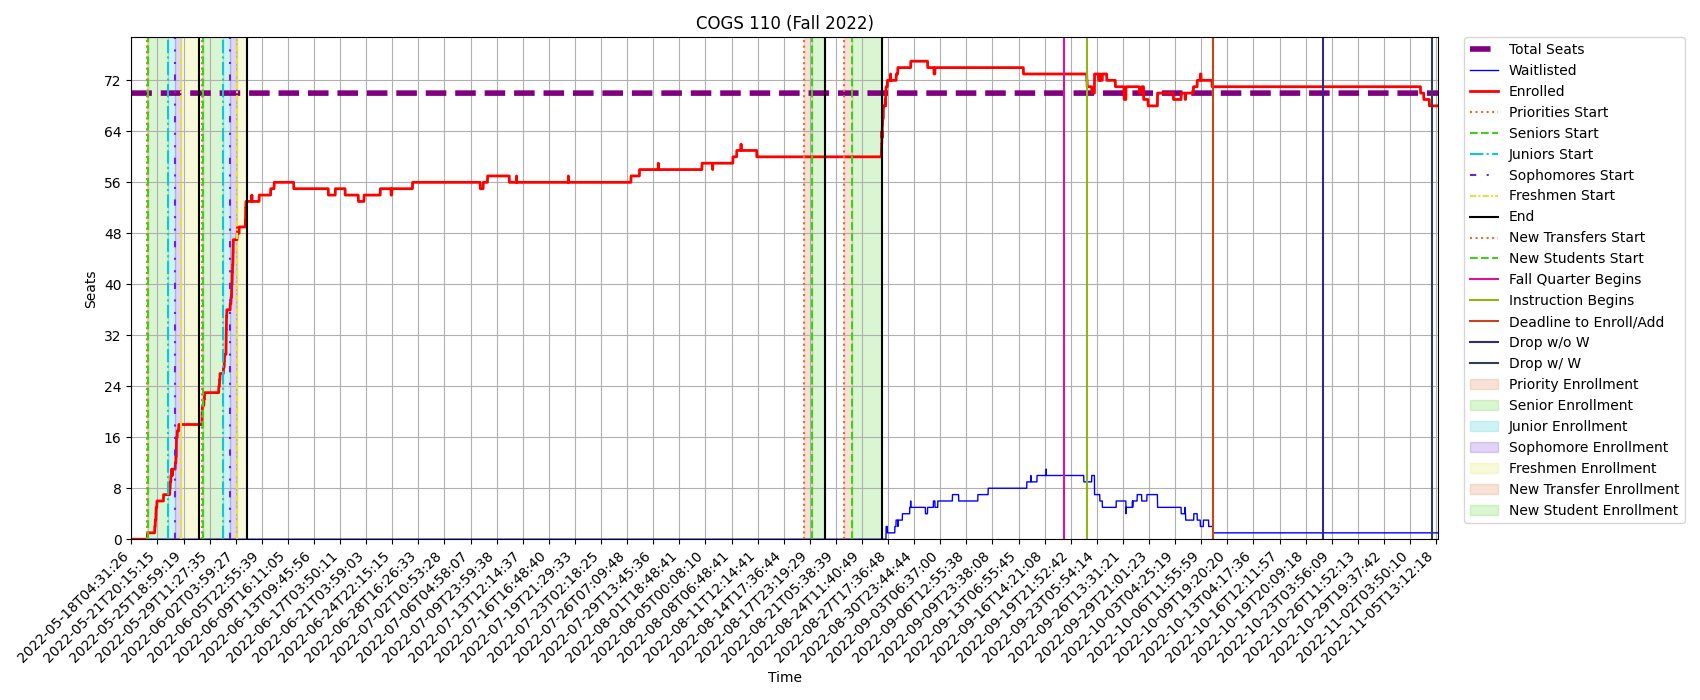 COGS 110 (Fall 2022)
Seats
72
64
56
48
40
32
24
16
8
0
2022-05-18T04:31:26
2022-05-21T20:15:15
2022-05-25T18:59:19
2022-05-29T11:27:35
2022-06-02T03:59:27
2022-06-05T22:55:39
2022-06-09T16:11:05
2022-06-13T09:45:56
2022-06-17T03:50:11
2022-06-21T03:59:03
2022-06-24T22:15:15
2022-06-28T16:26:33
2022-07-02T10:53:28
2022-07-06T04:58:07
2022-07-09T23:59:38
2022-07-13T12:14:37
2022-07-16T16:48:40
2022-07-19T21:29:33
2022-07-23T02:18:25
2022-07-26T07:09:48
2022-07-29T13:45:36
2022-08-01T18:48:41
2022-08-05T00:08:10
2022-08-08T06:48:41
2022-08-11T12:14:41
2022-08-14T17:36:44
2022-08-17T23:19:29
2022-08-21T05:38:39
2022-08-24T11:40:49
2022-08-27T17:36:48
2022-08-30T23:44:44
2022-09-03T06:37:00
2022-09-06T12:55:38
2022-09-09T23:38:08
2022-09-13T06:55:45
2022-09-16T14:21:08
2022-09-19T21:52:42
2022-09-23T05:54:14
2022-09-26T13:31:21
2022-09-29T21:01:23
2022-10-03T04:25:19
2022-10-06T11:55:59
2022-10-09T19:20:20
2022-10-13T04:17:36
2022-10-16T12:11:57
2022-10-19T20:09:18
2022-10-23T03:56:09
2022-10-26T11:52:13
2022-10-29T19:37:42
2022-11-02T03:50:10
2022-11-05T13:12:18
Time
Total Seats
Waitlisted
Enrolled
Priorities Start
Seniors Start
Juniors Start
Sophomores Start
Freshmen Start
End
New Transfers Start
New Students Start
Fall Quarter Begins
Instruction Begins
Deadline to Enroll/Add
Drop w/o W
Drop w/ W
Priority Enrollment
Senior Enrollment
Junior Enrollment
Sophomore Enrollment
Freshmen Enrollment
New Transfer Enrollment
New Student Enrollment